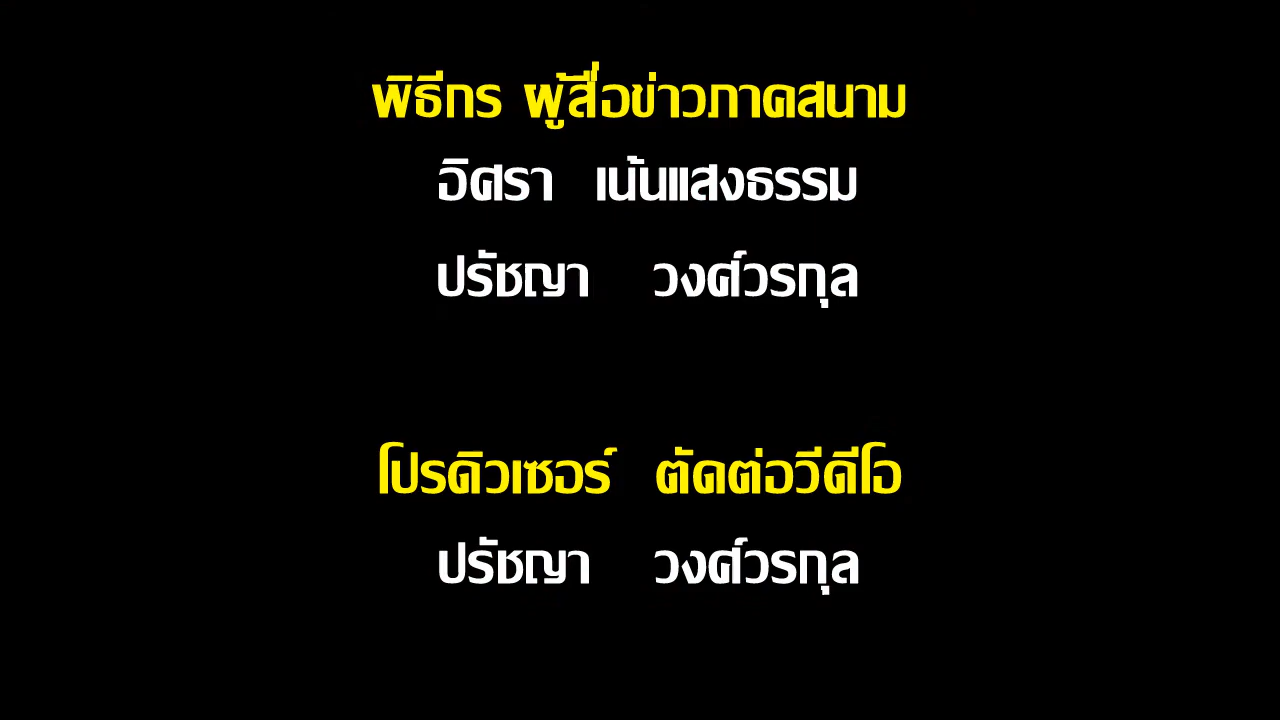 พิธีกร ผู้สื่อข่าวภาคสนาม
อิศรา เน้นแสงธรรม
ปรัชญา วงศ์วรกุล
โปรดิวเซอร์ ตัดต่อวีดีโอ
ปรัชญา วงศ์วรกุล